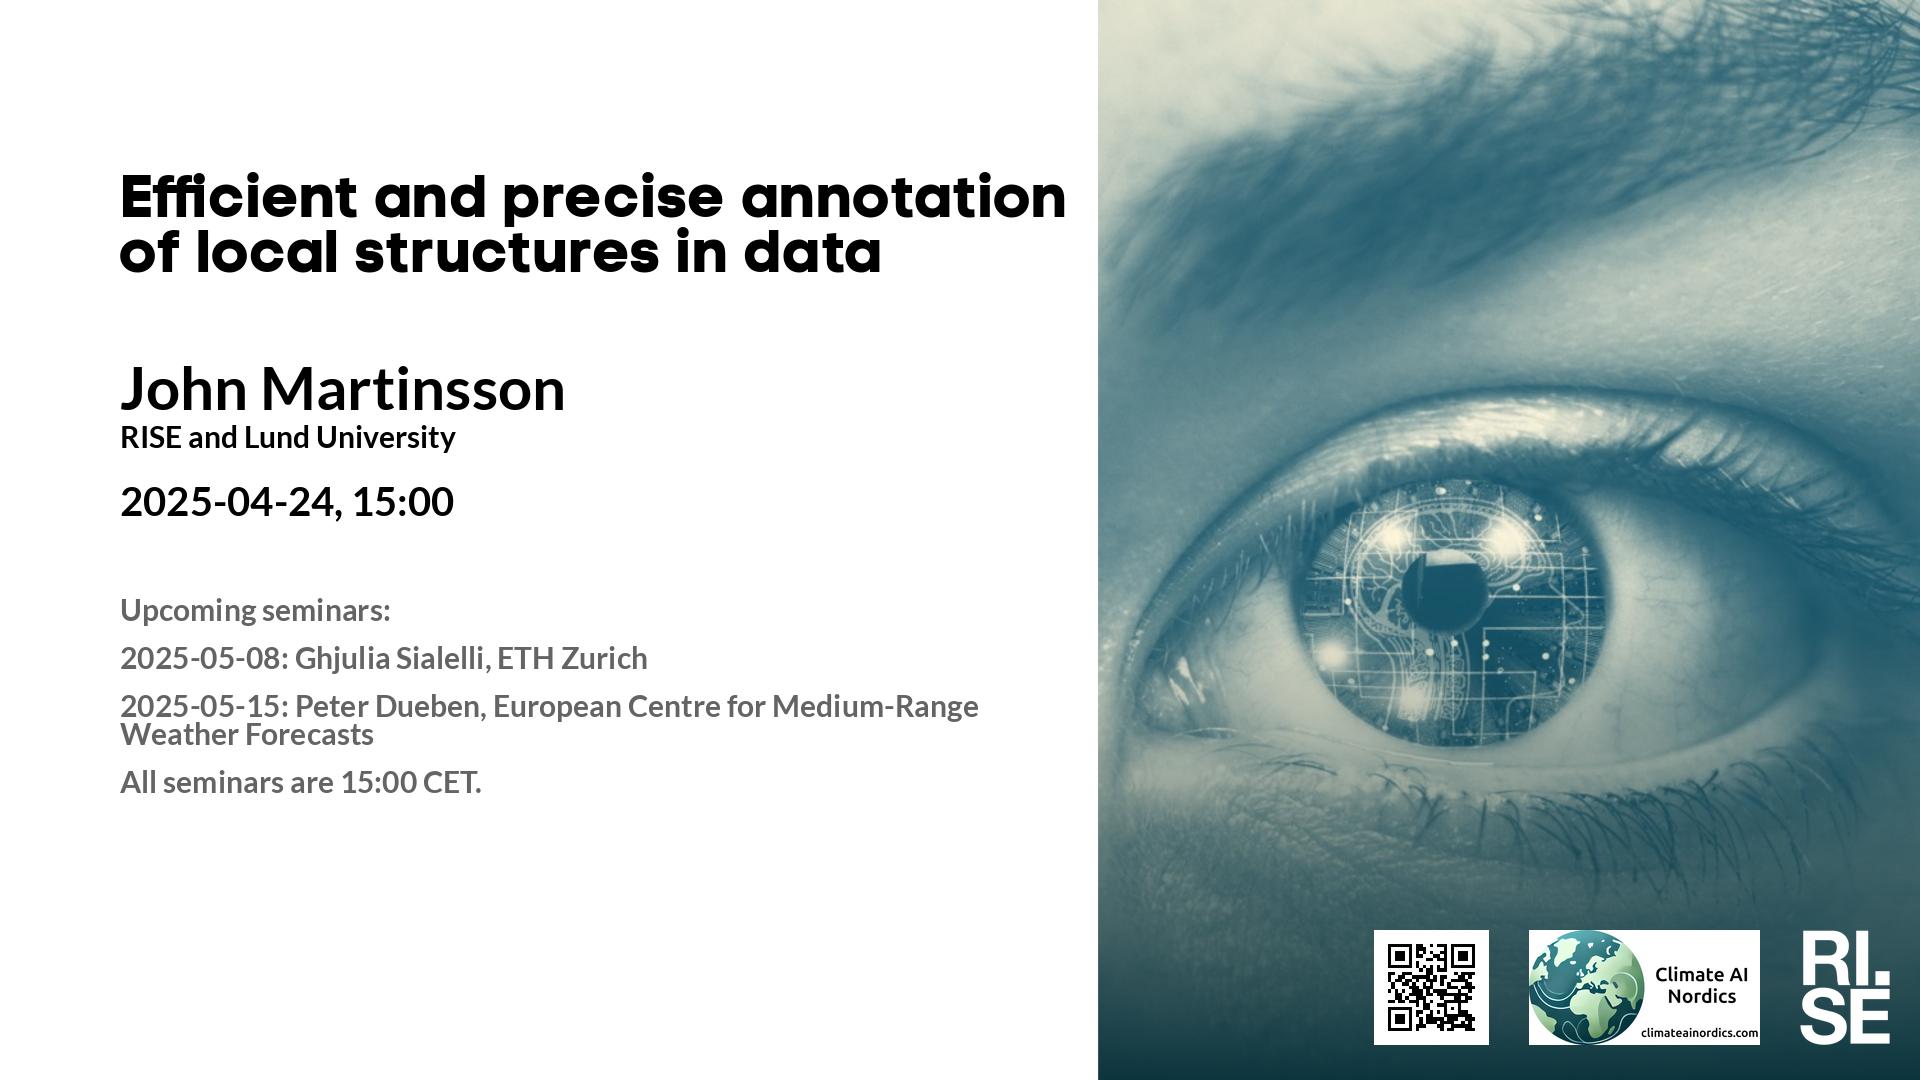 Efficient and precise annotation
of local structures in data
John Martinsson
RISE and Lund University
2025-04-24, 15:00
Upcoming seminars:
2025-05-08: Ghjulia Sialelli, ETH Zurich
2025-05-15: Peter Dueben, European Centre for Medium-Range
Weather Forecasts
All seminars are 15:00 CET.
Climate AI
Nordics
climateainordics.com
RI.
SE